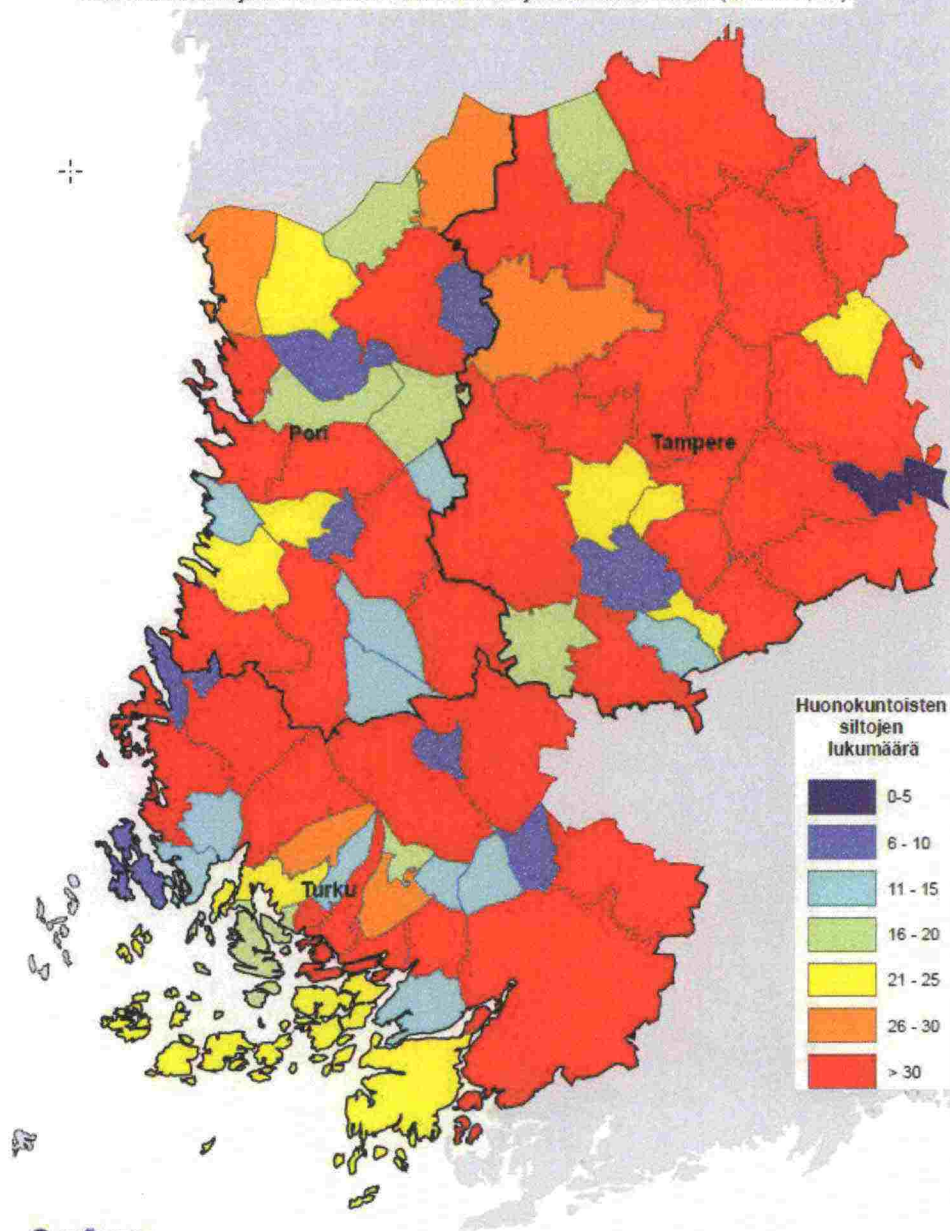 Pori
Tampere
Turku
Huonokuntoisten
siltojen
lukumäärä
0-5
6 - 10
11 - 15
16 - 20
21 - 25
26 - 30
> 30